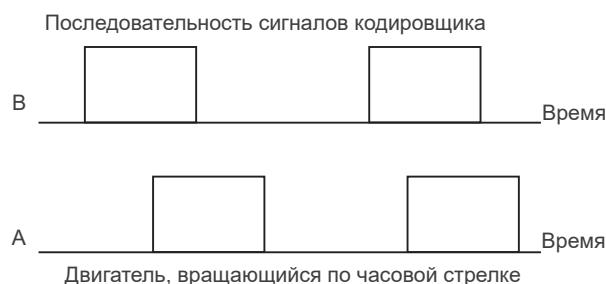 Последовательность сигналов кодировщика
B
Время
A
Время
Двигатель, вращающийся по часовой стрелке